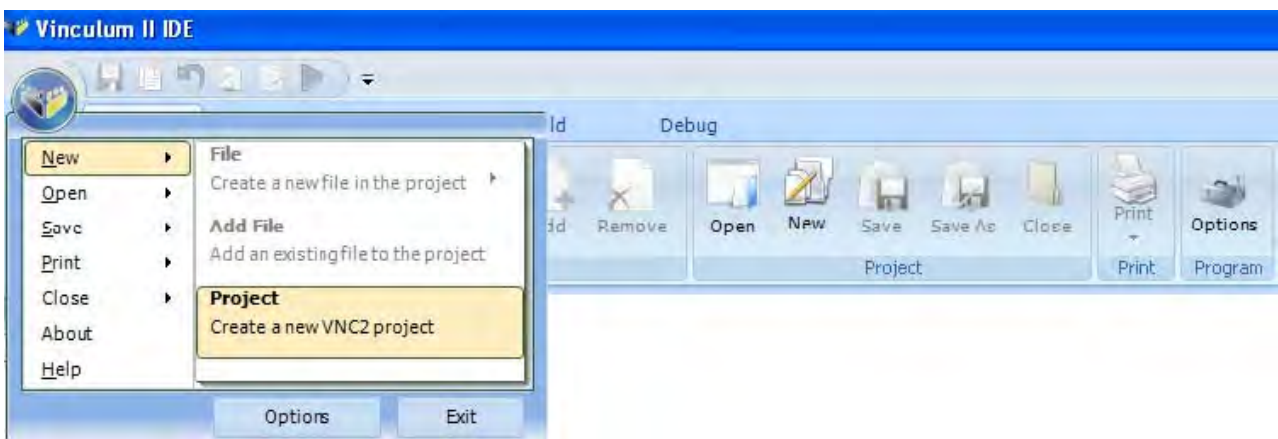 Vinculum II IDE
ld Debug
New
Open
Save
Print
Close
About
Help
File
Create a new file in the project
Add File
Add an existing file to the project
Project
Create a new VNC2 project
Options Exit
dd Remove
Open New Save Save As Close
Print
Options
Project Print Program